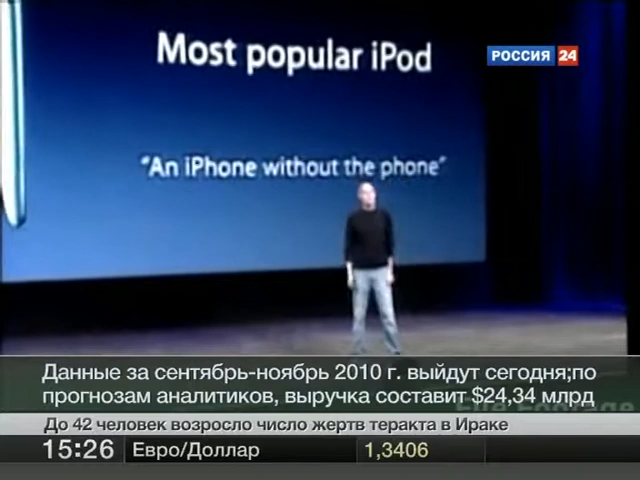 Most popular iPod
РОССИЯ 24
“An iPhone without the phone”
Данные за сентябрь-ноябрь 2010 г. выйдут сегодня;по
прогнозам аналитиков, выручка составит $24,34 млрд
File Footage
До 42 человек возросло число жертв теракта в Ираке
15:26 Евро/Доллар 1,3406